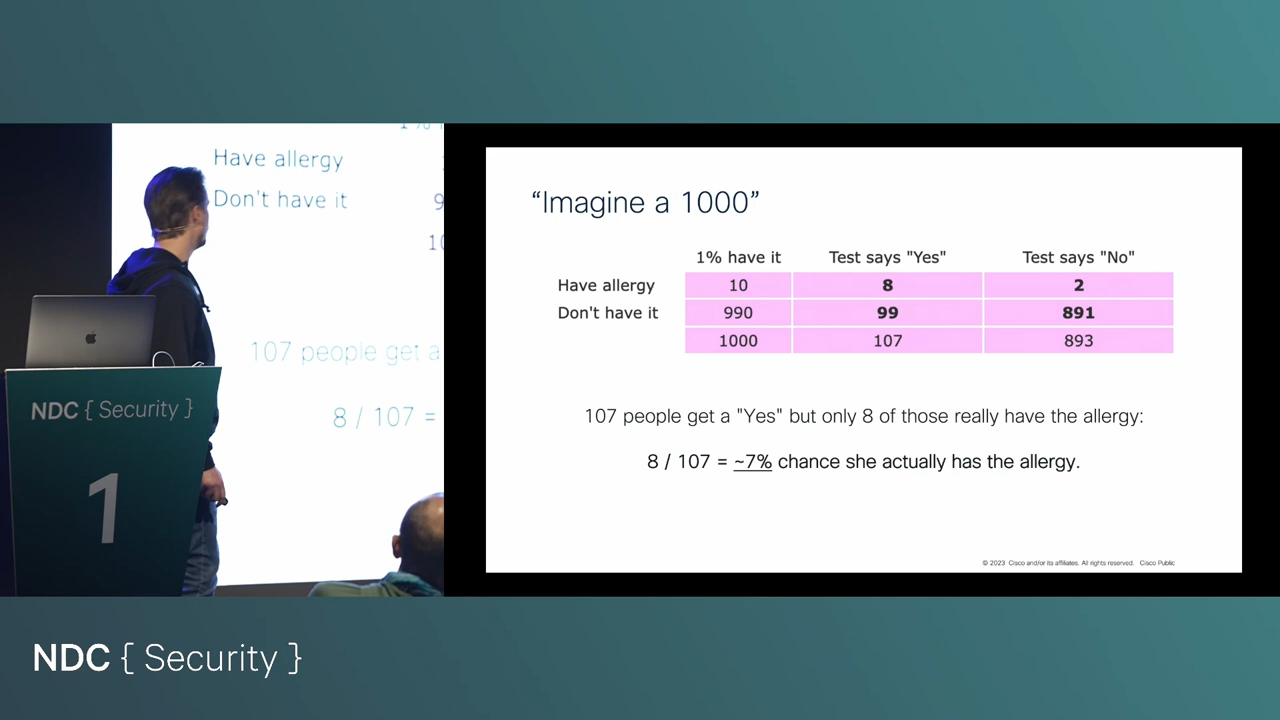 Have allergy
Don't have it
107 people get a
8 / 107 =
NDC { Security }
1
“Imagine a 1000”
1% have it Test says "Yes" Test says "No"
Have allergy 10 8 2
Don't have it 990 99 891
1000 107 893
107 people get a "Yes" but only 8 of those really have the allergy:
8 / 107 = ~7% chance she actually has the allergy.
© 2023 Cisco and/or its affiliates. All rights reserved. Cisco Public
NDC { Security }